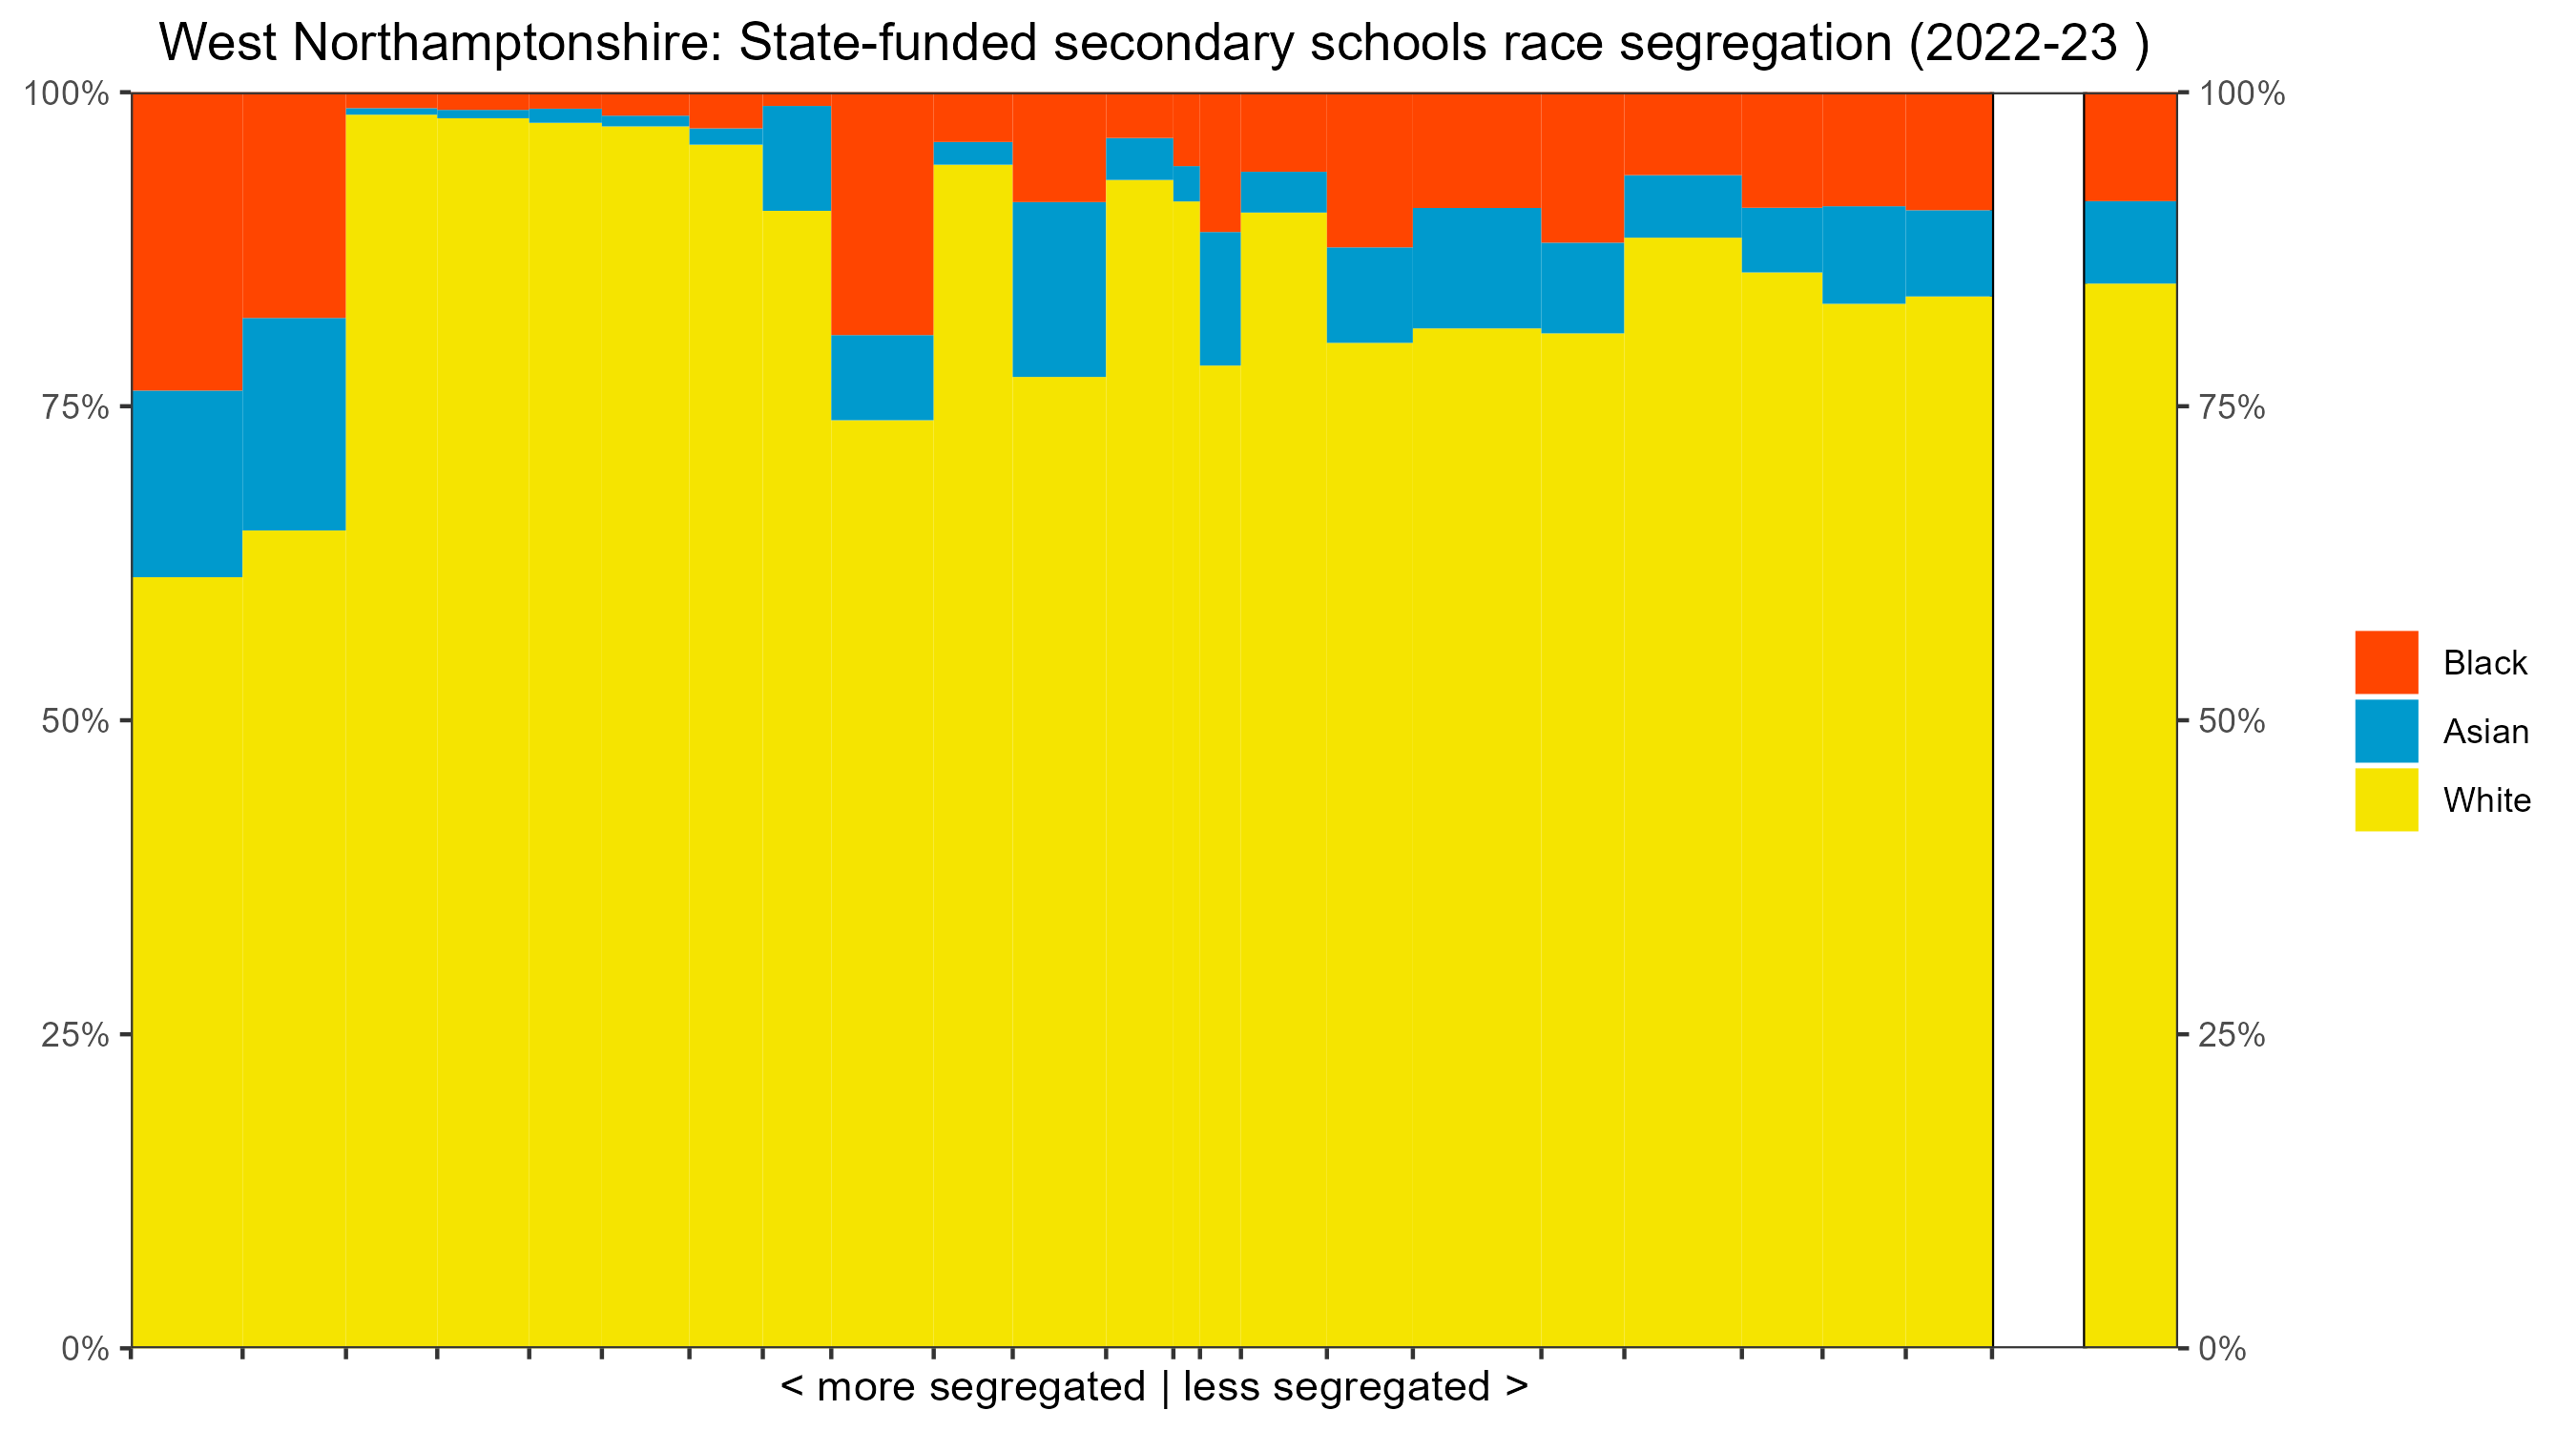 West Northamptonshire: State-funded secondary schools race segregation (2022-23 )
100%
75%
50%
25%
0%
100%
75%
50%
25%
0%
Black
Asian
White
< more segregated | less segregated >